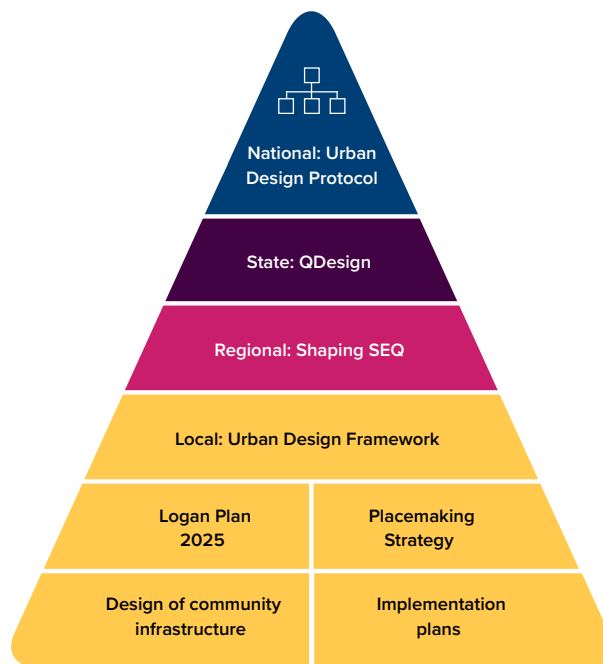 National: Urban
Design Protocol
State: QDesign
Regional: Shaping SEQ
Local: Urban Design Framework
Logan Plan
2025
Placemaking
Strategy
Design of community
infrastructure
Implementation
plans